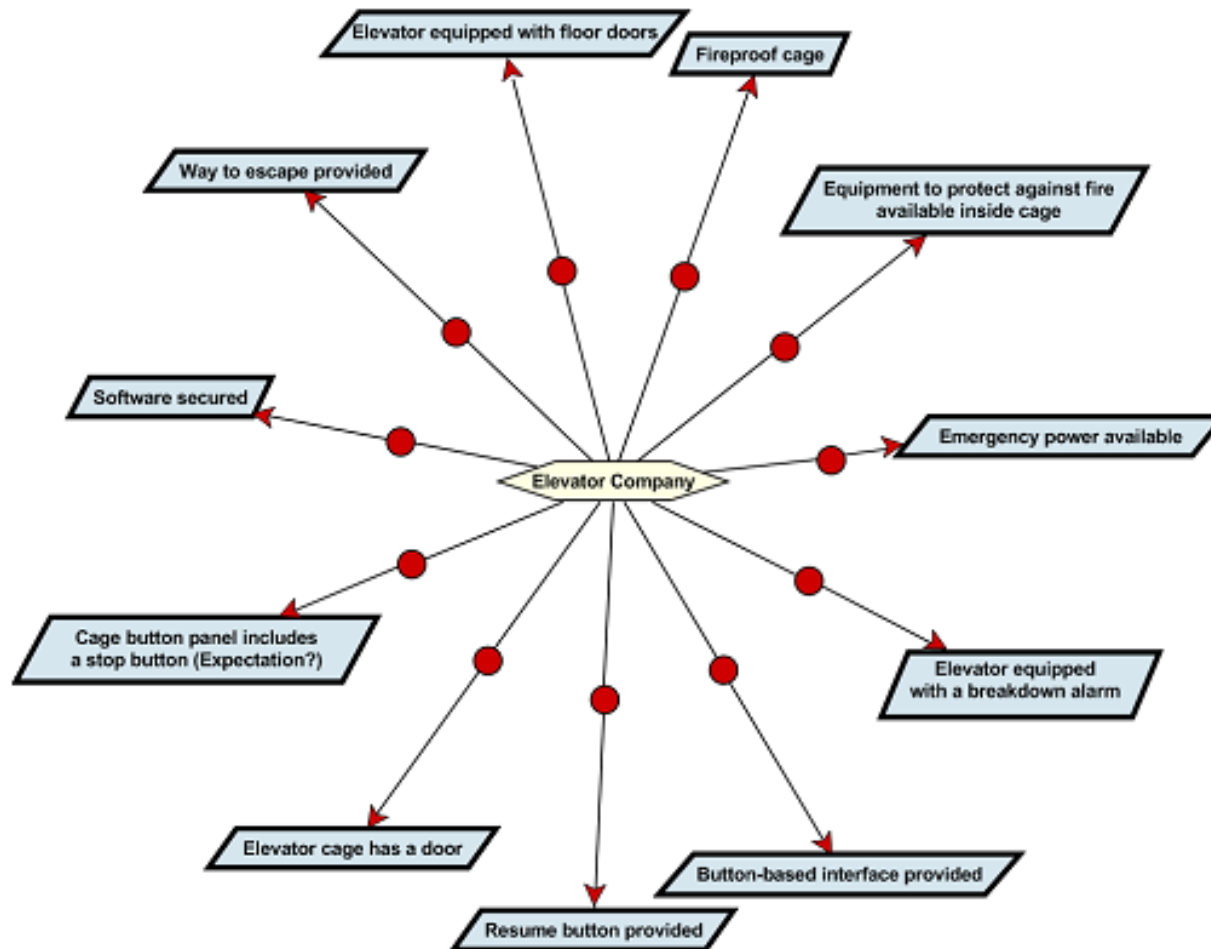 Elevator equipped with floor doors
Fireproof cage
Way to escape provided
Equipment to protect against fire
available inside cage
Software secured
Emergency power available
Elevator Company
Cage button panel includes
a stop button (Expectation?)
Elevator equipped
with a breakdown alarm
Elevator cage has a door
Button-based interface provided
Resume button provided